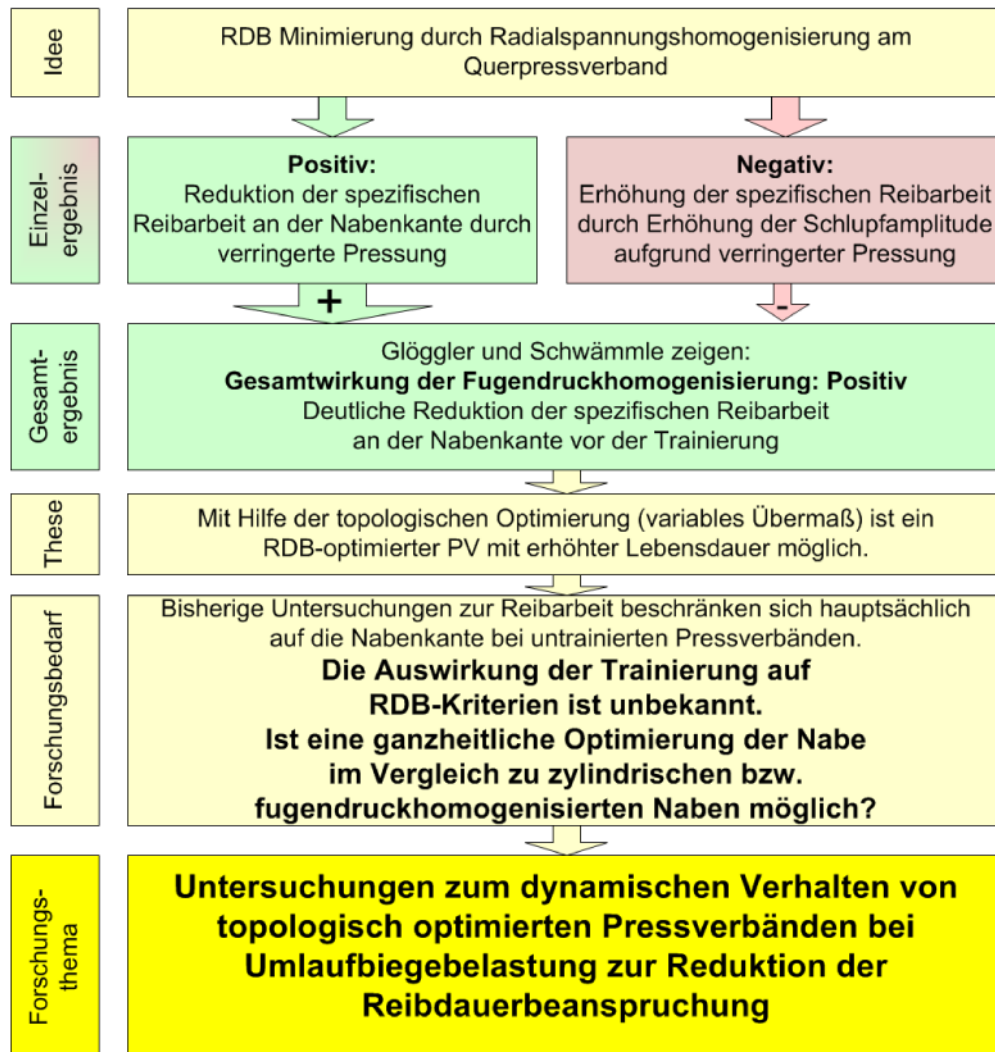 Idee
RDB Minimierung durch Radialspannungshomogenisierung am
Querpressverband
Einzel-
ergebnis
Positiv:
Reduktion der spezifischen
Reibarbeit an der Nabenkante durch
verringerte Pressung
Negativ:
Erhöhung der spezifischen Reibarbeit
durch Erhöhung der Schlupfamplitude
aufgrund verringerter Pressung
+
-
Gesamt-
ergebnis
Glöggler und Schwämmle zeigen:
Gesamtwirkung der Fugendruckhomogenisierung: Positiv
Deutliche Reduktion der spezifischen Reibarbeit
an der Nabenkante vor der Trainierung
These
Mit Hilfe der topologischen Optimierung (variables Übermaß) ist ein
RDB-optimierter PV mit erhöhter Lebensdauer möglich.
Forschungsbedarf
Bisherige Untersuchungen zur Reibarbeit beschränken sich hauptsächlich
auf die Nabenkante bei untrainierten Pressverbänden.
Die Auswirkung der Trainierung auf
RDB-Kriterien ist unbekannt.
Ist eine ganzheitliche Optimierung der Nabe
im Vergleich zu zylindrischen bzw.
fugendruckhomogenisierten Naben möglich?
Forschungs-
thema
Untersuchungen zum dynamischen Verhalten von
topologisch optimierten Pressverbänden bei
Umlaufbiegebelastung zur Reduktion der
Reibdauerbeanspruchung